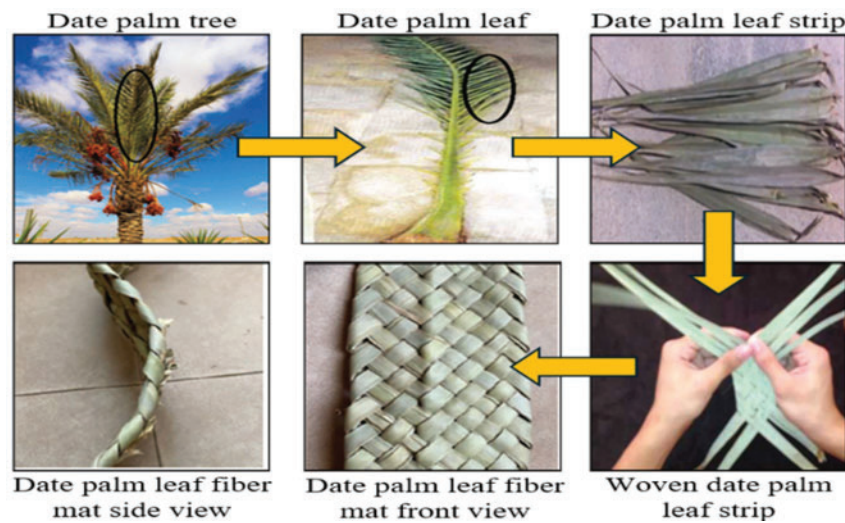 Date palm tree
Date palm leaf
Date palm leaf strip
Date palm leaf fiber
mat side view
Date palm leaf fiber
mat front view
Woven date palm
leaf strip